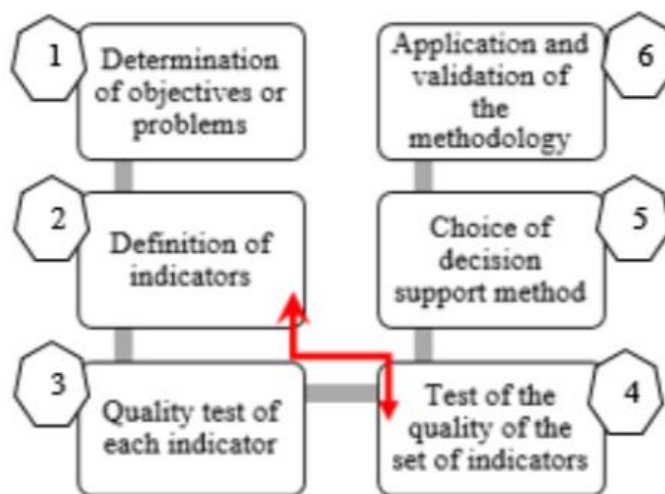 1
Determination
of objectives or
problems
2
Definition of
indicators
3
Quality test of
each indicator
4
Test of the
quality of the
set of indicators
5
Choice of
decision
support method
6
Application and
validation of
the
methodology